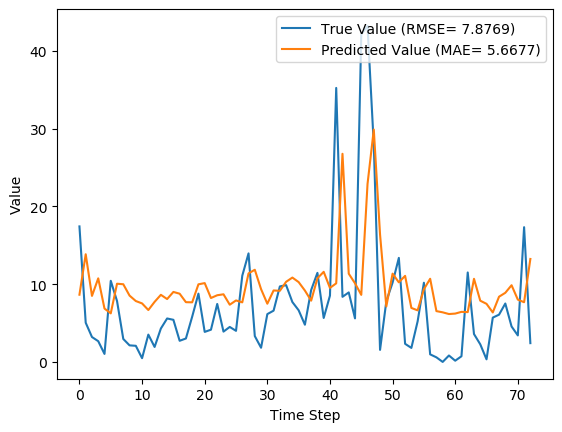 True Value (RMSE= 7.8769)
Predicted Value (MAE= 5.6677)
40
30
20
10
0
Value
0 10 20 30 40 50 60 70
Time Step